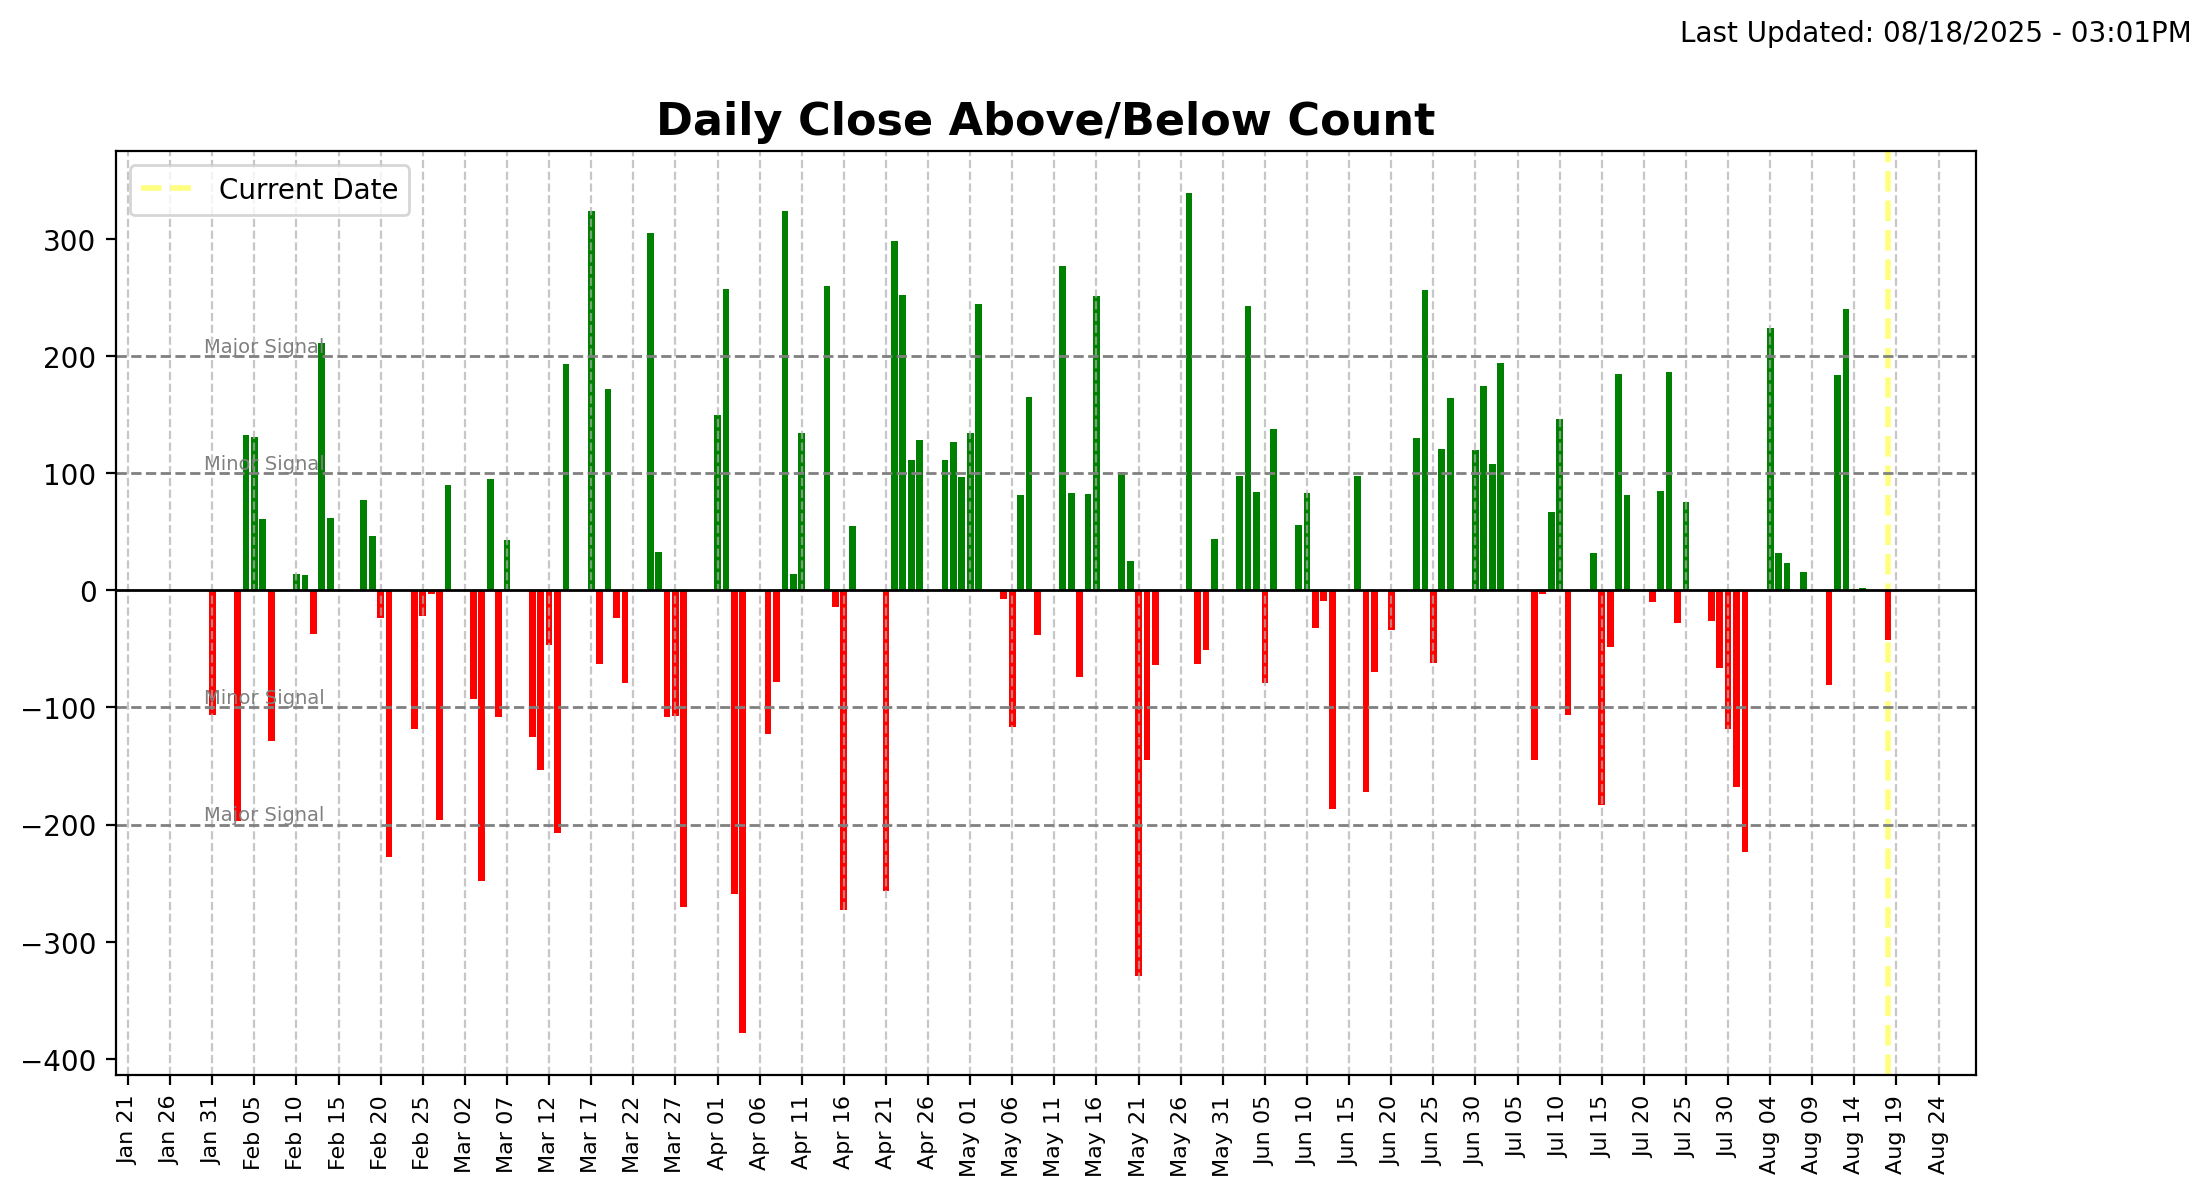 Last Updated: 08/18/2025 - 03:01PM
Daily Close Above/Below Count
Current Date
300
200
100
0
−100
−200
−300
−400
Major Signal
Minor Signal
Minor Signal
Major Signal
Jan 21
Jan 26
Jan 31
Feb 05
Feb 10
Feb 15
Feb 20
Feb 25
Mar 02
Mar 07
Mar 12
Mar 17
Mar 22
Mar 27
Apr 01
Apr 06
Apr 11
Apr 16
Apr 21
Apr 26
May 01
May 06
May 11
May 16
May 21
May 26
May 31
Jun 05
Jun 10
Jun 15
Jun 20
Jun 25
Jun 30
Jul 05
Jul 10
Jul 15
Jul 20
Jul 25
Jul 30
Aug 04
Aug 09
Aug 14
Aug 19
Aug 24